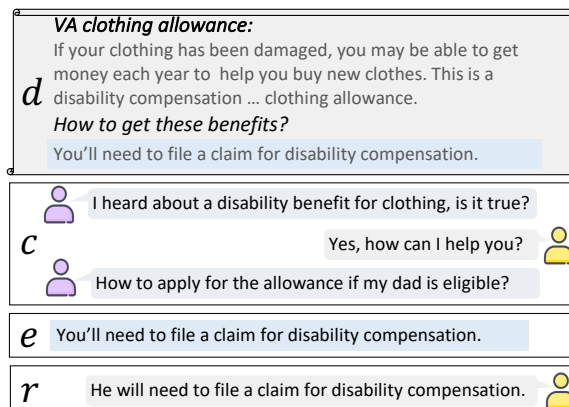 VA clothing allowance:
If your clothing has been damaged, you may be able to get
money each year to help you buy new clothes. This is a
disability compensation … clothing allowance.
How to get these benefits?
You’ll need to file a claim for disability compensation.
d
I heard about a disability benefit for clothing, is it true?
Yes, how can I help you?
c
How to apply for the allowance if my dad is eligible?
e You’ll need to file a claim for disability compensation.
r He will need to file a claim for disability compensation.